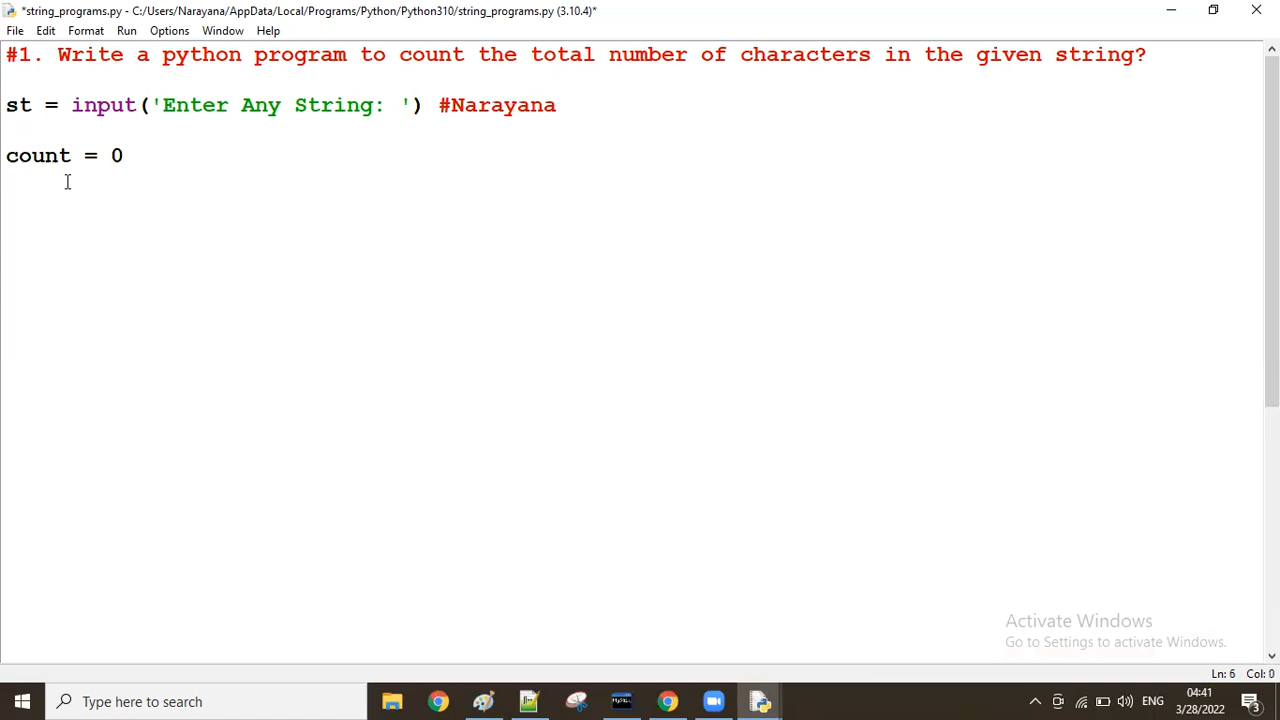 *string_programs.py - C:/Users/Narayana/AppData/Local/Programs/Python/Python310/string_programs.py (3.10.4)*
File Edit Format Run Options Window Help
#1. Write a python program to count the total number of characters in the given string?
st = input('Enter Any String: ') #Narayana
count = 0
Activate Windows
Go to Settings to activate Windows.
Ln: 6 Col: 0
Type here to search
ENG
04:41
3/28/2022
3